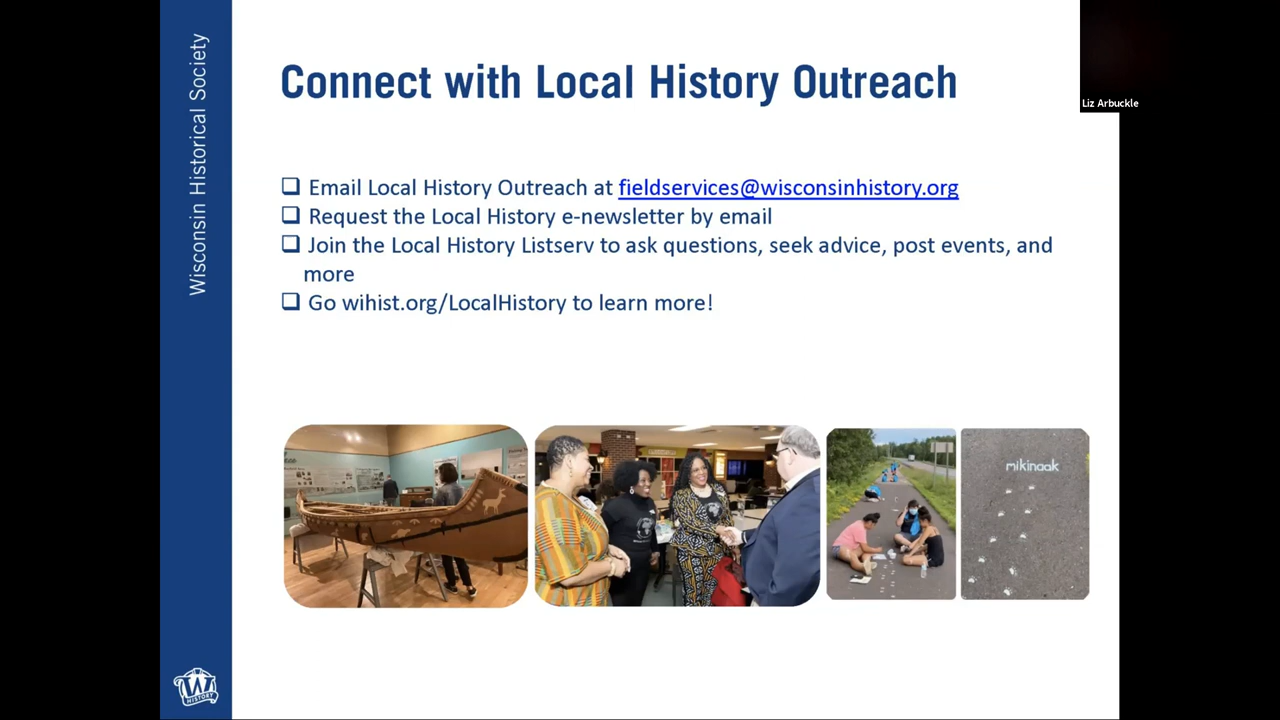 Wisconsin Historical Society
Connect with Local History Outreach
Liz Arbuckle
❑ Email Local History Outreach at fieldservices@wisconsinhistory.org
❑ Request the Local History e-newsletter by email
❑ Join the Local History Listserv to ask questions, seek advice, post events, and
more
❑ Go wihist.org/LocalHistory to learn more!
mikinaak
W
HISTORY